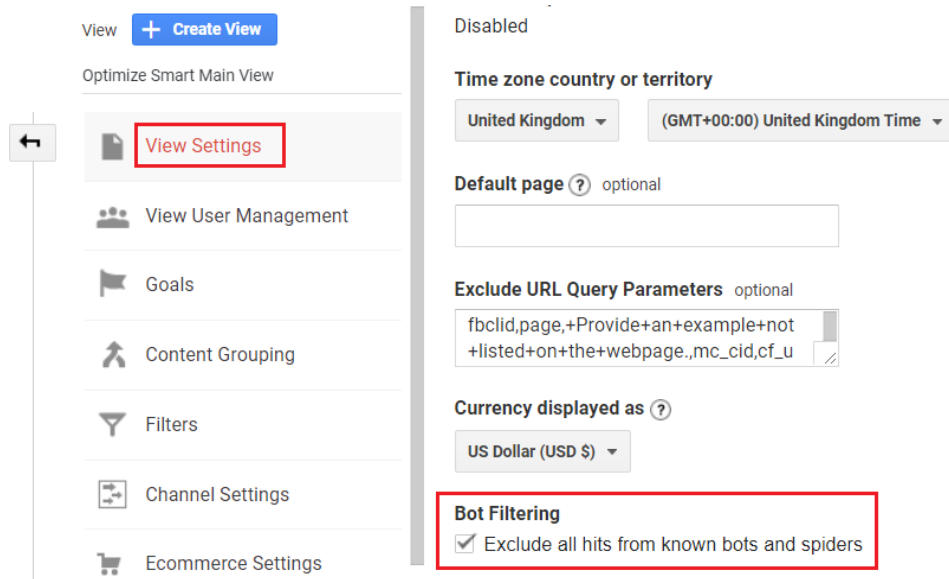 View
+ Create View
Optimize Smart Main View
View Settings
View User Management
Goals
Content Grouping
Filters
Channel Settings
Ecommerce Settings
Disabled
Time zone country or territory
United Kingdom
(GMT+00:00) United Kingdom Time
Default page ? optional
Exclude URL Query Parameters optional
fbclid,page,+Provide+an+example+not
+listed+on+the+webpage.,mc_cid,cf_u
Currency displayed as ?
US Dollar (USD $)
Bot Filtering
Exclude all hits from known bots and spiders